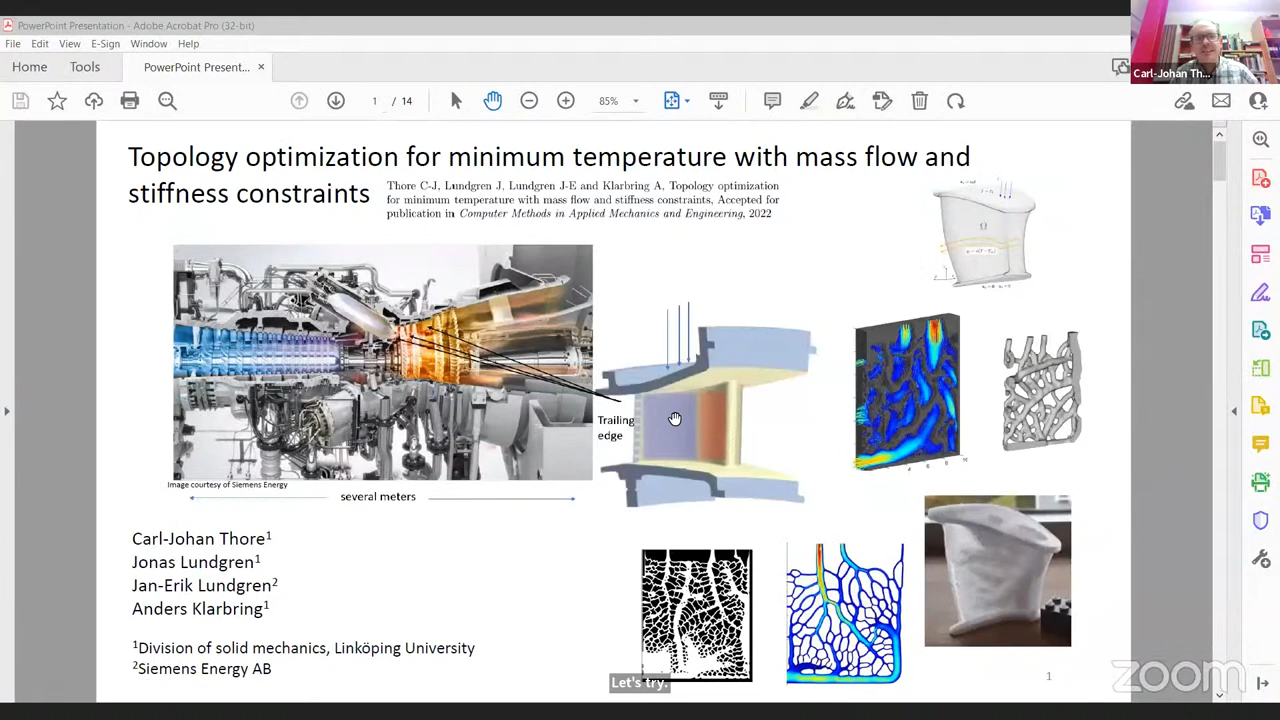 PowerPoint Presentation - Adobe Acrobat Pro (32-bit)
File Edit View E-Sign Window Help
Home Tools PowerPoint Present...
1 / 14 85%
Carl-Johan Th...
Topology optimization for minimum temperature with mass flow and
stiffness constraints
Thore C-J, Lundgren J, Lundgren J-E and Klarbring A, Topology optimization
for minimum temperature with mass flow and stiffness constraints, Accepted for
publication in Computer Methods in Applied Mechanics and Engineering, 2022
Trailing
edge
Image courtesy of Siemens Energy
several meters
Carl-Johan Thore1
Jonas Lundgren1
Jan-Erik Lundgren2
Anders Klarbring1
1Division of solid mechanics, Linköping University
2Siemens Energy AB
Let's try.
1
zoom